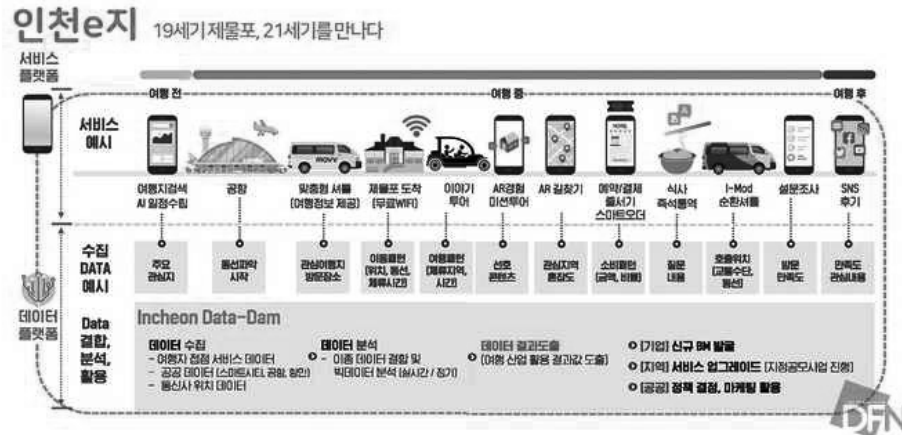 인천e지 19세기 제물포, 21세기를 만나다
서비스
플랫폼
여행 전
여행 중
여행 후
서비스
예시
여행지검색
AI 일정수립
공항
맞춤형 셔틀
(여행정보 제공)
제물포 도착
(무료WIFI)
이야기
투어
AR경험
미션투어
AR 길찾기
예약/결제
줄서기
스마트오더
식사
즉석통역
I-Mod
순환셔틀
설문조사
SNS
후기
수집
DATA
예시
주요
관심지
동선파악
시작
관심여행지
방문장소
이동패턴
(위치, 동선,
체류시간)
여행패턴
(체류지역,
시간)
선호
콘텐츠
관심지역
혼잡도
소비패턴
(금액, 비율)
질문
내용
호출위치
(교통수단,
동선)
방문
만족도
만족도
관심내용
데이터
플랫폼
Data
결합,
분석,
활용
Incheon Data-Dam
데이터 수집
- 여행자 접점 서비스 데이터
- 공공 데이터 (스마트시티, 공항, 항만)
- 통신사 위치 데이터
데이터 분석
- 이종 데이터 결합 및
빅데이터 분석 (실시간 / 정기)
데이터 결과도출
(여행 산업 활용 결과값 도출)
[기업] 신규 BM 발굴
[지역] 서비스 업그레이드 (지정공모사업 진행)
[공공] 정책 결정, 마케팅 활용
DFN